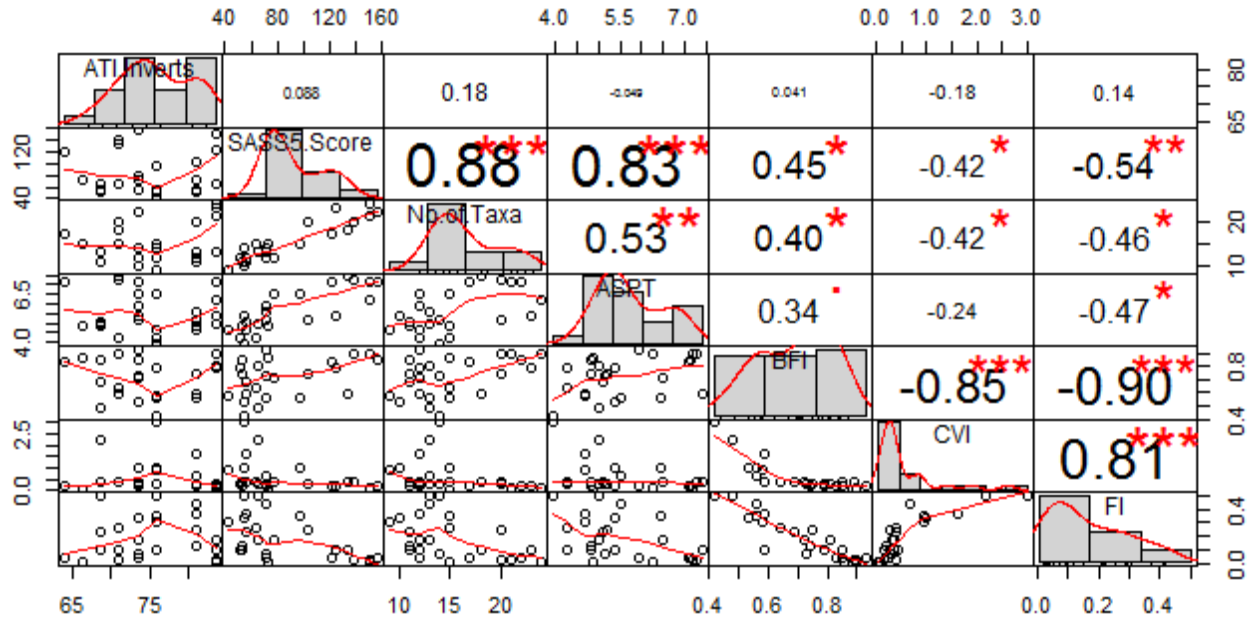 40 80 120 160 4.0 5.5 7.0 0.0 1.0 2.0 3.0
ATI Inverts 0.088 0.18 -0.049 0.041 -0.18 0.14 65 80
40 120 SASS5.Score 0.88*** 0.83*** 0.45* -0.42* -0.54**
No.of.Taxa 0.53** 0.40* -0.42* -0.46* 10 20
4.0 6.5 ASPT 0.34. -0.24 -0.47*
BFI -0.85*** -0.90*** 0.4 0.8
0.0 2.5 CVI 0.81***
FI 0.0 0.4
65 75 10 15 20 0.4 0.6 0.8 0.0 0.2 0.4